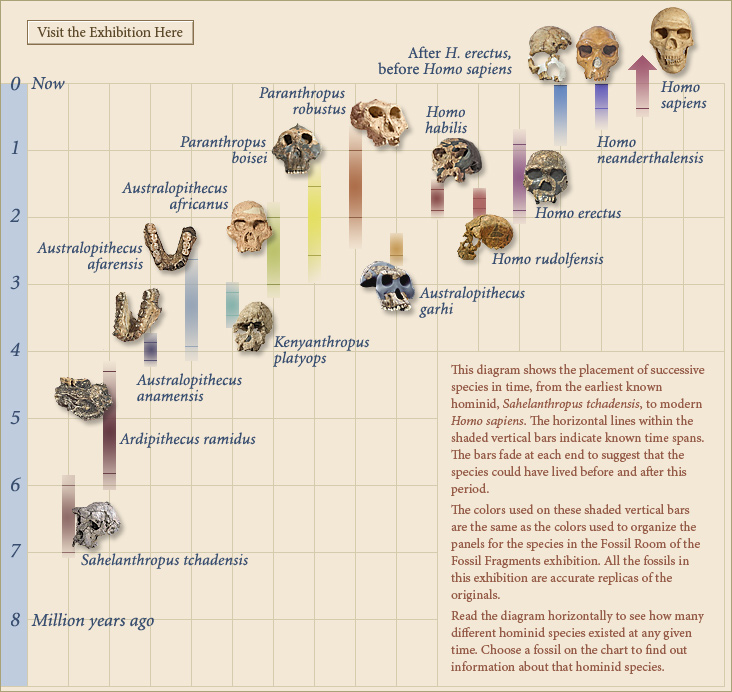 Visit the Exhibition Here
After H. erectus,
before Homo sapiens
0 Now
Homo
sapiens
Paranthropus
robustus
Homo
habilis
Paranthropus
boisei
1
Homo
neanderthalensis
Australopithecus
africanus
2
Homo erectus
Australopithecus
afarensis
Homo rudolfensis
3
Australopithecus
garhi
Kenyanthropus
platyops
4
Australopithecus
anamensis
5
Ardipithecus ramidus
6
7
Sahelanthropus tchadensis
8 Million years ago
This diagram shows the placement of successive
species in time, from the earliest known
hominid, Sahelanthropus tchadensis, to modern
Homo sapiens. The horizontal lines within the
shaded vertical bars indicate known time spans.
The bars fade at each end to suggest that the
species could have lived before and after this
period.
The colors used on these shaded vertical bars
are the same as the colors used to organize the
panels for the species in the Fossil Room of the
Fossil Fragments exhibition. All the fossils in
this exhibition are accurate replicas of the
originals.
Read the diagram horizontally to see how many
different hominid species existed at any given
time. Choose a fossil on the chart to find out
information about that hominid species.